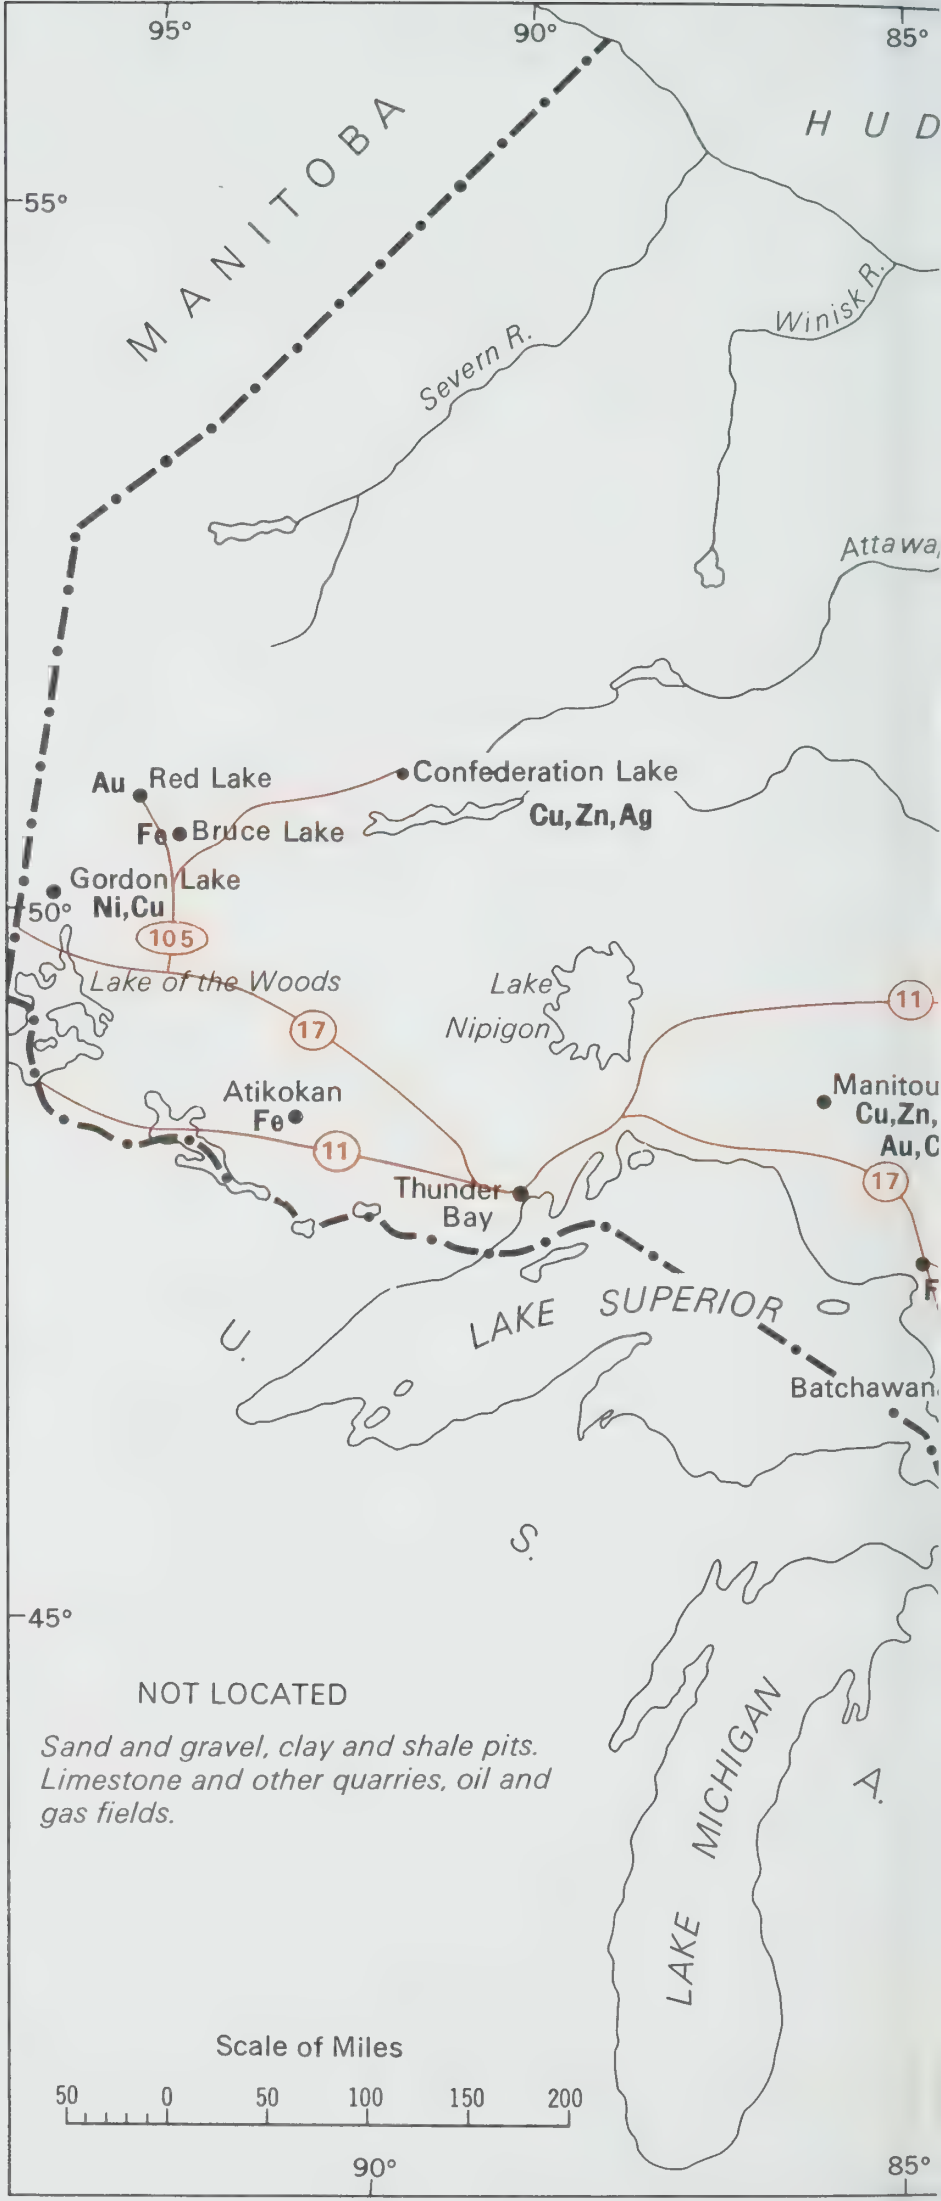 95°
90°
85°
H U D
MANITOBA
55°
Winisk R.
Severn R.
Attawa
Au Red Lake
Confederation Lake
Cu, Zn, Ag
Fe Bruce Lake
Gordon Lake
Ni, Cu
50°
105
Lake of the Woods
Lake
Nipigon
11
17
Atikokan
Fe
Manitou
Cu, Zn,
Au, C
11
17
Thunder
Bay
F
LAKE SUPERIOR
U.
Batchawan
S.
45°
NOT LOCATED
Sand and gravel, clay and shale pits.
Limestone and other quarries, oil and
gas fields.
LAKE MICHIGAN
A.
Scale of Miles
50 0 50 100 150 200
90°
85°